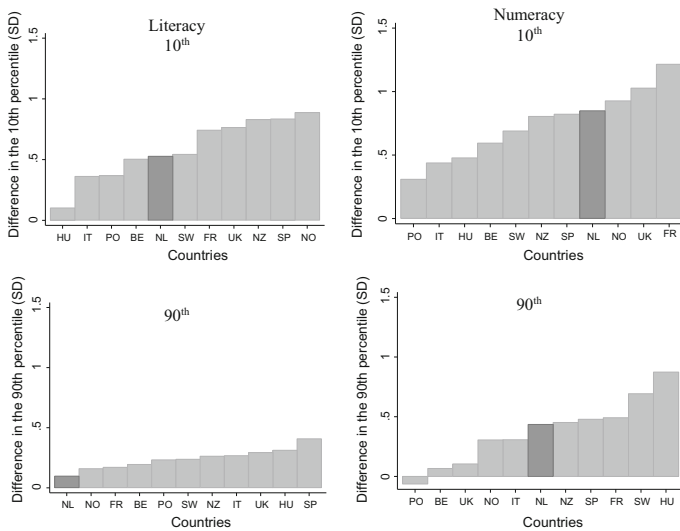 Literacy
10th
Difference in the 10th percentile (SD)
1.5
1
.5
0
HU IT PO BE NL SW FR UK NZ SP NO
Countries
Numeracy
10th
Difference in the 10th percentile (SD)
1.5
1
.5
0
PO IT HU BE SW NZ SP NL NO UK FR
Countries
90th
Difference in the 90th percentile (SD)
1.5
1
.5
0
NL NO FR BE PO SW NZ IT UK HU SP
Countries
90th
Difference in the 90th percentile (SD)
1.5
1
.5
0
PO BE UK NO IT NL NZ SP FR SW HU
Countries